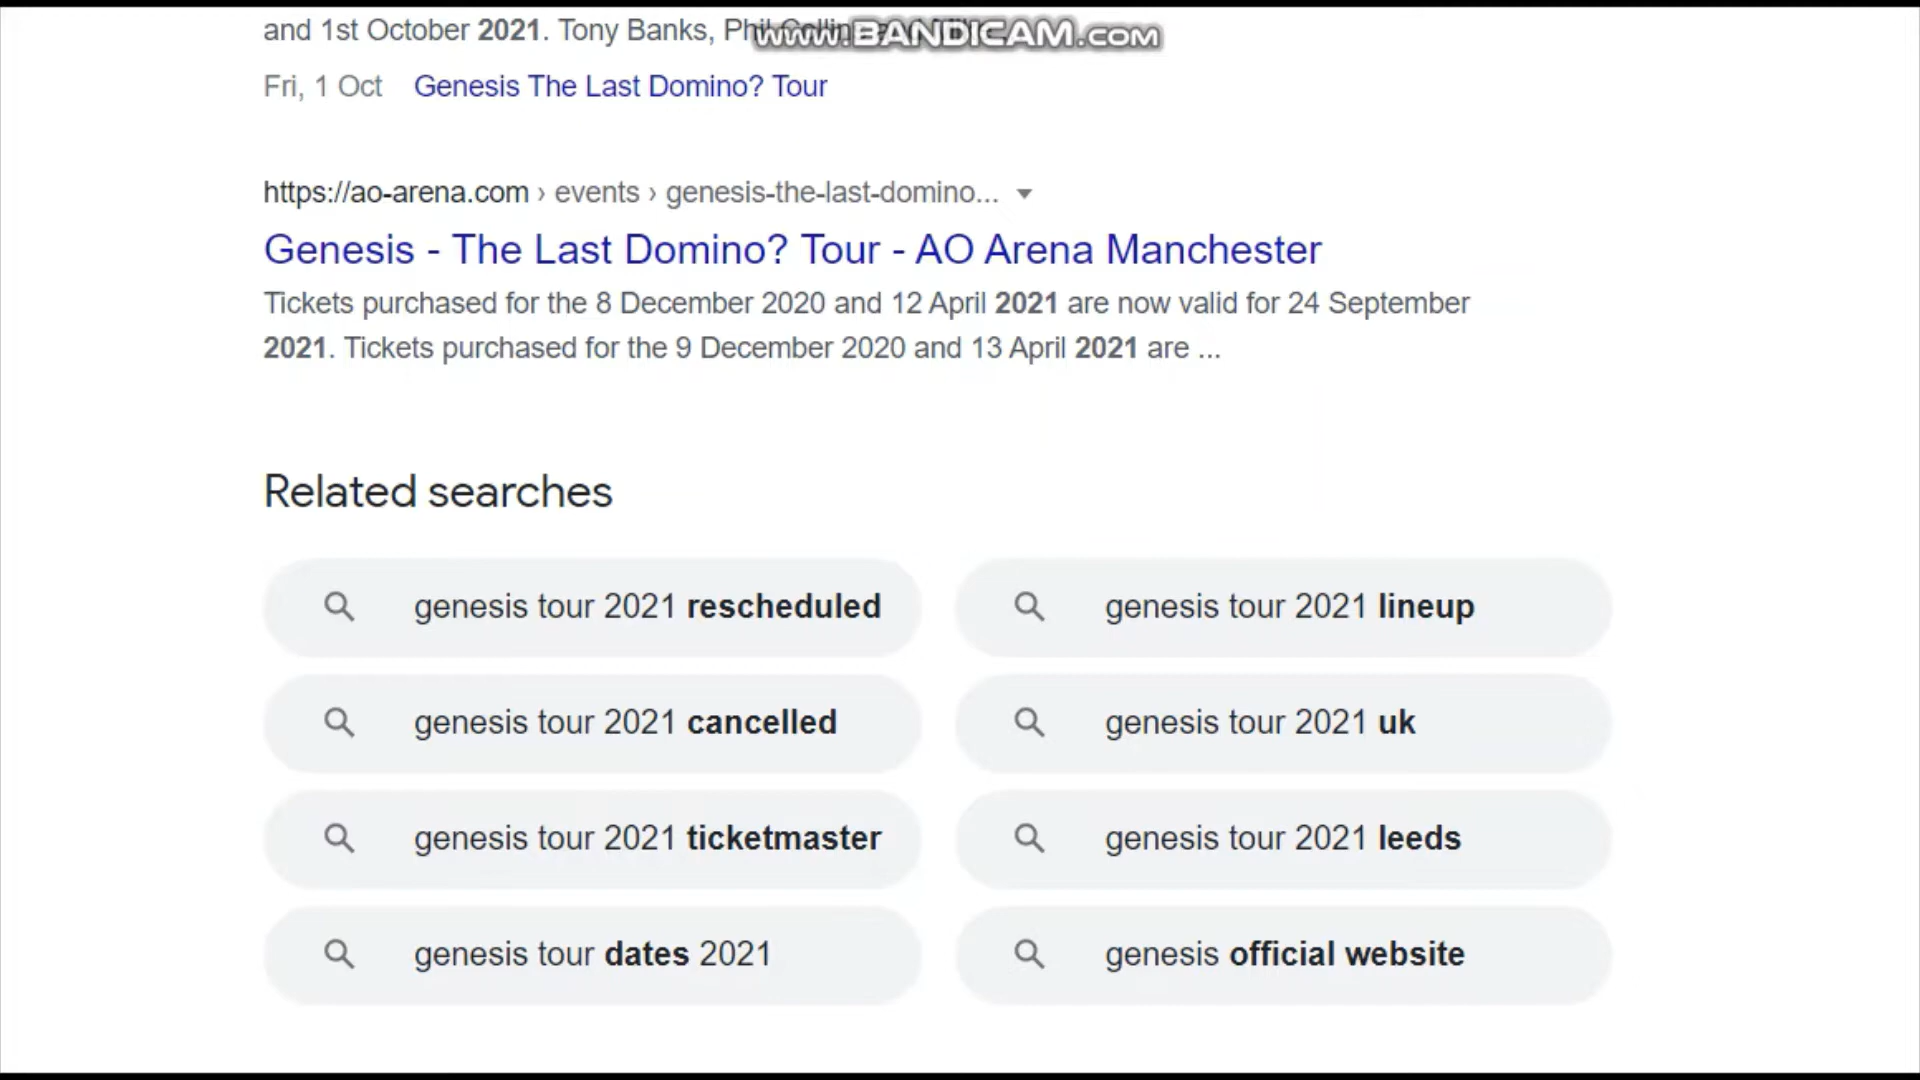 and 1st October 2021. Tony Banks, Phil Collins
www.BANDICAM.com
Fri, 1 Oct Genesis The Last Domino? Tour
https://ao-arena.com › events › genesis-the-last-domino...
Genesis - The Last Domino? Tour - AO Arena Manchester
Tickets purchased for the 8 December 2020 and 12 April 2021 are now valid for 24 September
2021. Tickets purchased for the 9 December 2020 and 13 April 2021 are ...
Related searches
genesis tour 2021 rescheduled
genesis tour 2021 lineup
genesis tour 2021 cancelled
genesis tour 2021 uk
genesis tour 2021 ticketmaster
genesis tour 2021 leeds
genesis tour dates 2021
genesis official website